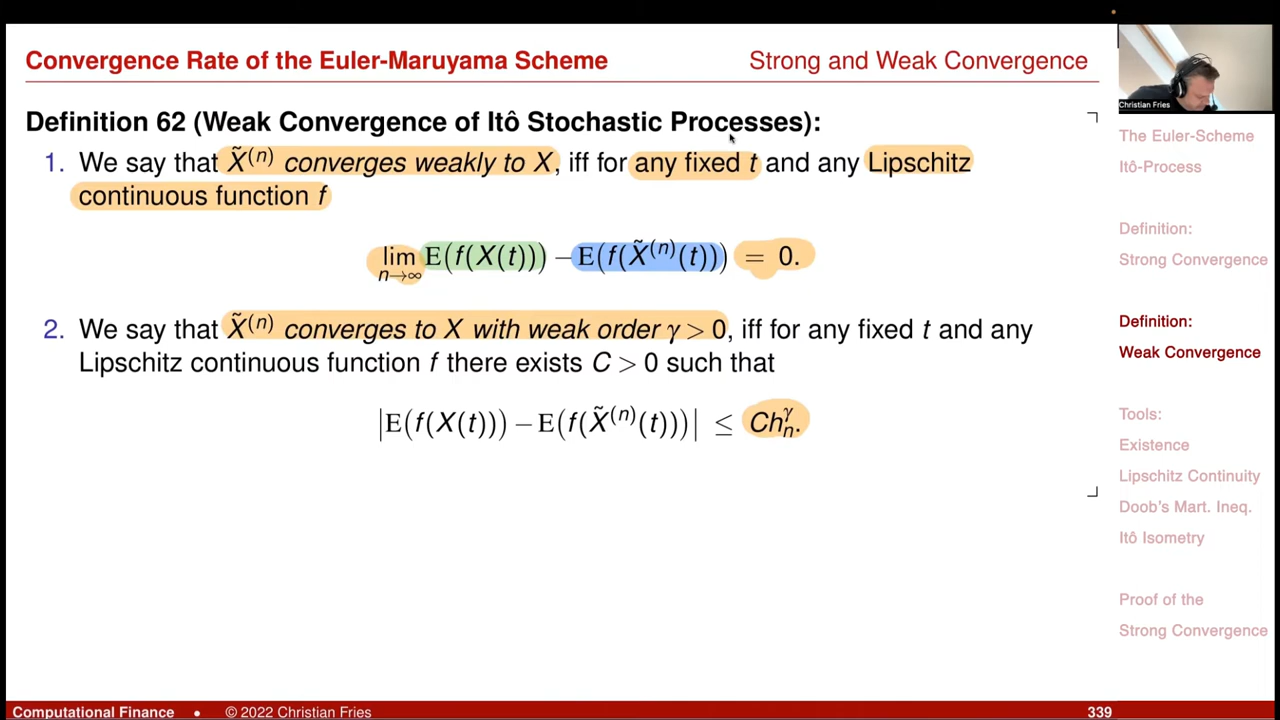 Convergence Rate of the Euler-Maruyama Scheme
Strong and Weak Convergence
Christian Fries
Definition 62 (Weak Convergence of Itô Stochastic Processes):
1. We say that X̃⁽ⁿ⁾ converges weakly to X, iff for any fixed t and any Lipschitz
continuous function f
lim n→∞ E(f(X(t))) − E(f(X̃⁽ⁿ⁾(t))) = 0.
2. We say that X̃⁽ⁿ⁾ converges to X with weak order γ > 0, iff for any fixed t and any
Lipschitz continuous function f there exists C > 0 such that
|E(f(X(t))) − E(f(X̃⁽ⁿ⁾(t)))| ≤ Chₙ^γ.
The Euler-Scheme
Itô-Process
Definition:
Strong Convergence
Definition:
Weak Convergence
Tools:
Existence
Lipschitz Continuity
Doob's Mart. Ineq.
Itô Isometry
Proof of the
Strong Convergence
Computational Finance • © 2022 Christian Fries
339